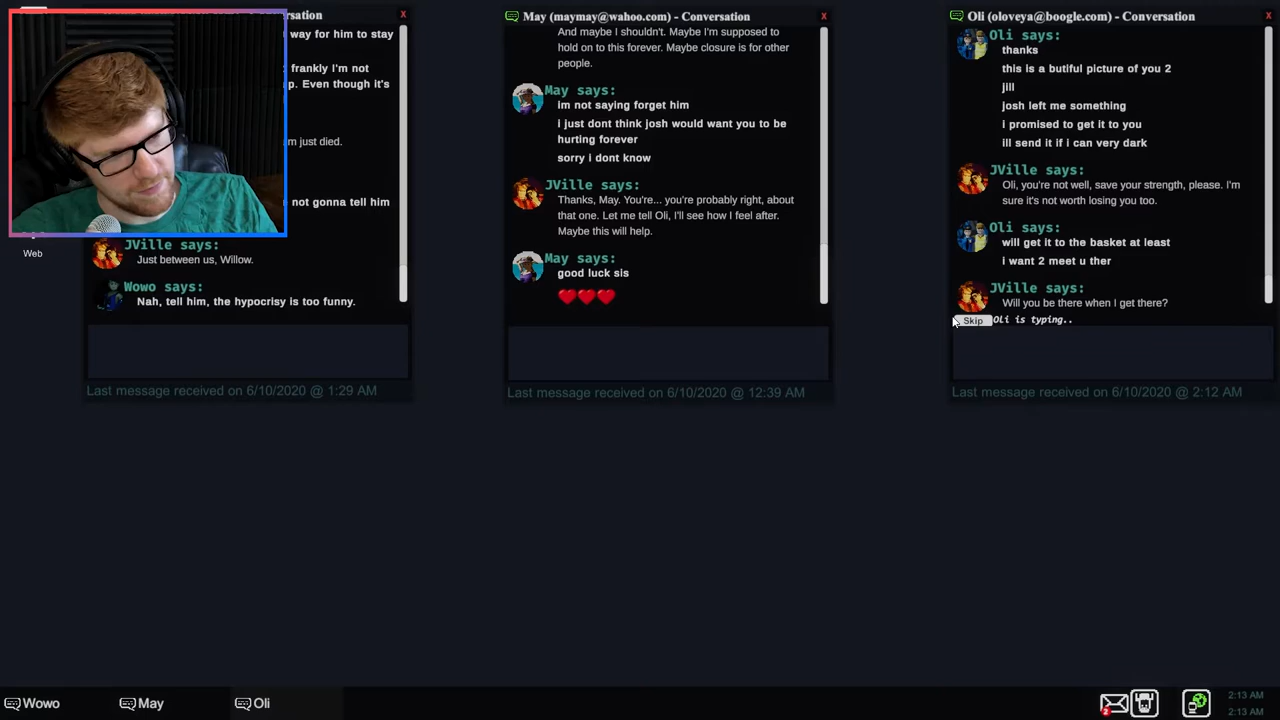 Conversation
way for him to stay
frankly I'm not
p. Even though it's
m just died.
not gonna tell him
Web
JVille says:
Just between us, Willow.
Wowo says:
Nah, tell him, the hypocrisy is too funny.
Last message received on 6/10/2020 @ 1:29 AM
May (maymay@wahoo.com) - Conversation
And maybe I shouldn't. Maybe I'm supposed to
hold on to this forever. Maybe closure is for other
people.
May says:
im not saying forget him
i just dont think josh would want you to be
hurting forever
sorry i dont know
JVille says:
Thanks, May. You're... you're probably right, about
that one. Let me tell Oli, I'll see how I feel after.
Maybe this will help.
May says:
good luck sis
Last message received on 6/10/2020 @ 12:39 AM
Oli (oloveya@boogle.com) - Conversation
Oli says:
thanks
this is a butiful picture of you 2
jill
josh left me something
i promised to get it to you
ill send it if i can very dark
JVille says:
Oli, you're not well, save your strength, please. I'm
sure it's not worth losing you too.
Oli says:
will get it to the basket at least
i want 2 meet u ther
JVille says:
Will you be there when I get there?
Skip Oli is typing..
Last message received on 6/10/2020 @ 2:12 AM
Wowo May Oli
2
2:13 AM
2:13 AM